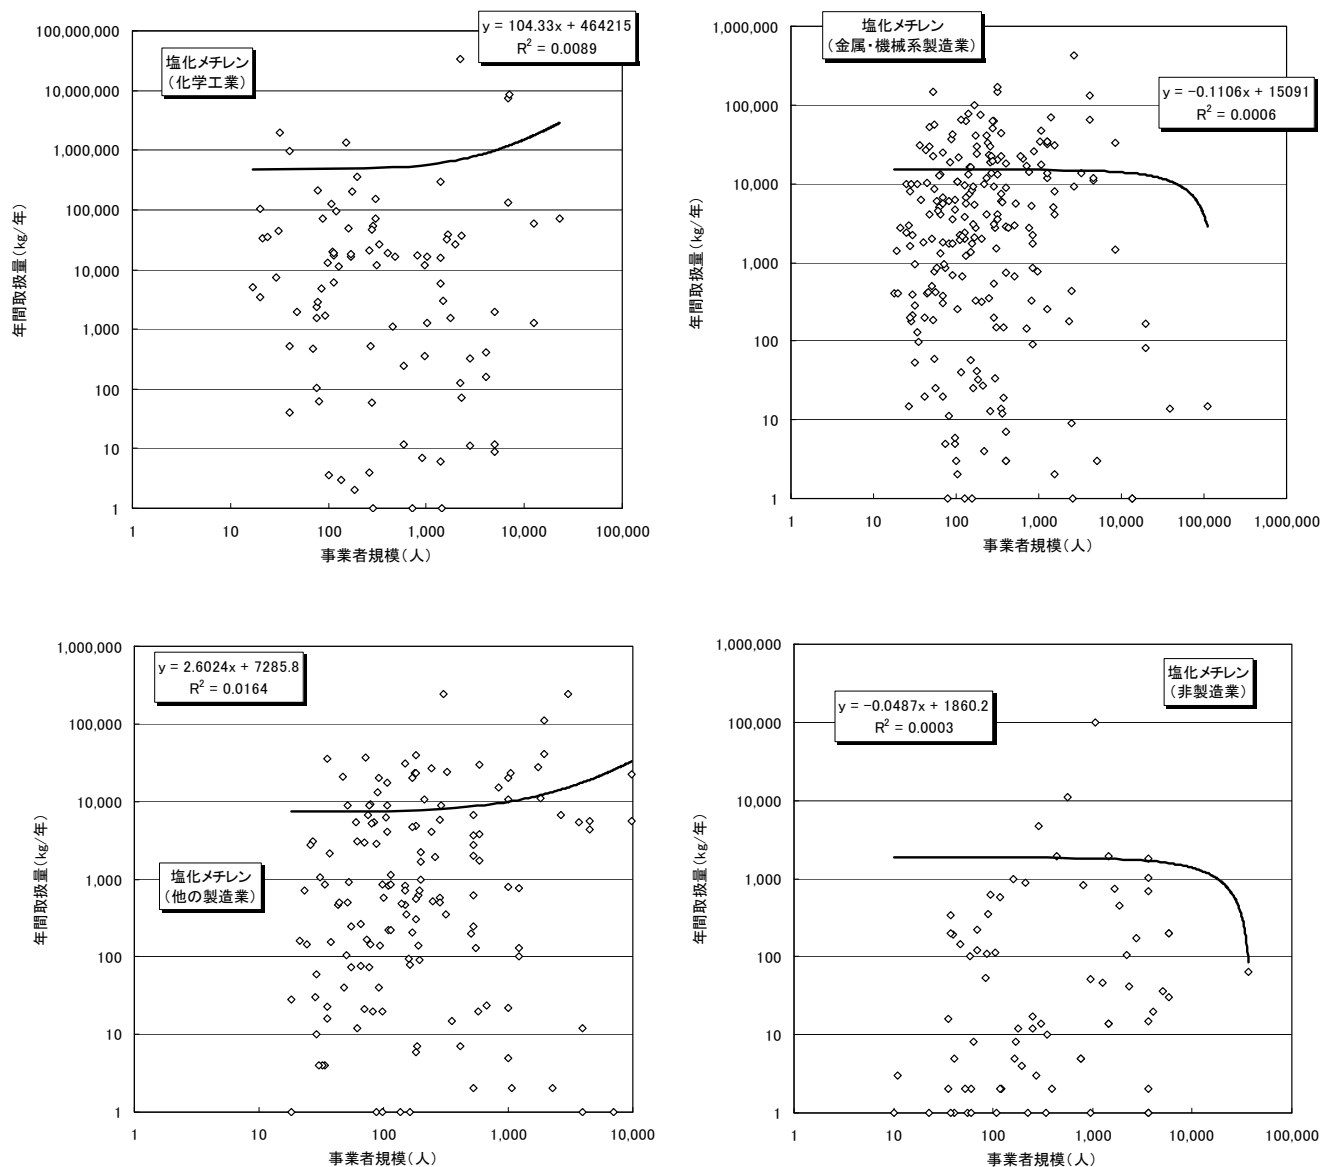 y = 104.33x + 464215
R² = 0.0089
塩化メチレン
（化学工業）
100,000,000
10,000,000
1,000,000
100,000
10,000
1,000
100
10
1
年間取扱量(kg/年)
1
10
100
1,000
10,000
100,000
事業者規模(人)
塩化メチレン
（金属・機械系製造業）
y = −0.1106x + 15091
R² = 0.0006
1,000,000
100,000
10,000
1,000
100
10
1
年間取扱量(kg/年)
1
10
100
1,000
10,000
100,000
1,000,000
事業者規模(人)
y = 2.6024x + 7285.8
R² = 0.0164
塩化メチレン
（他の製造業）
1,000,000
100,000
10,000
1,000
100
10
1
年間取扱量(kg/年)
1
10
100
1,000
10,000
事業者規模(人)
塩化メチレン
（非製造業）
y = −0.0487x + 1860.2
R² = 0.0003
1,000,000
100,000
10,000
1,000
100
10
1
年間取扱量(kg/年)
1
10
100
1,000
10,000
100,000
事業者規模(人)